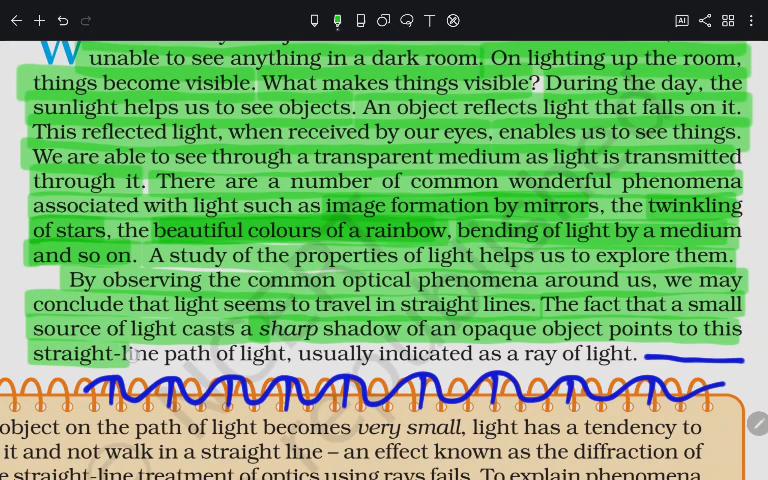 unable to see anything in a dark room. On lighting up the room,
things become visible. What makes things visible? During the day, the
sunlight helps us to see objects. An object reflects light that falls on it.
This reflected light, when received by our eyes, enables us to see things.
We are able to see through a transparent medium as light is transmitted
through it. There are a number of common wonderful phenomena
associated with light such as image formation by mirrors, the twinkling
of stars, the beautiful colours of a rainbow, bending of light by a medium
and so on. A study of the properties of light helps us to explore them.
By observing the common optical phenomena around us, we may
conclude that light seems to travel in straight lines. The fact that a small
source of light casts a sharp shadow of an opaque object points to this
straight-line path of light, usually indicated as a ray of light.
object on the path of light becomes very small, light has a tendency to
it and not walk in a straight line – an effect known as the diffraction of
straight-line treatment of optics using rays fails. To explain phenomena